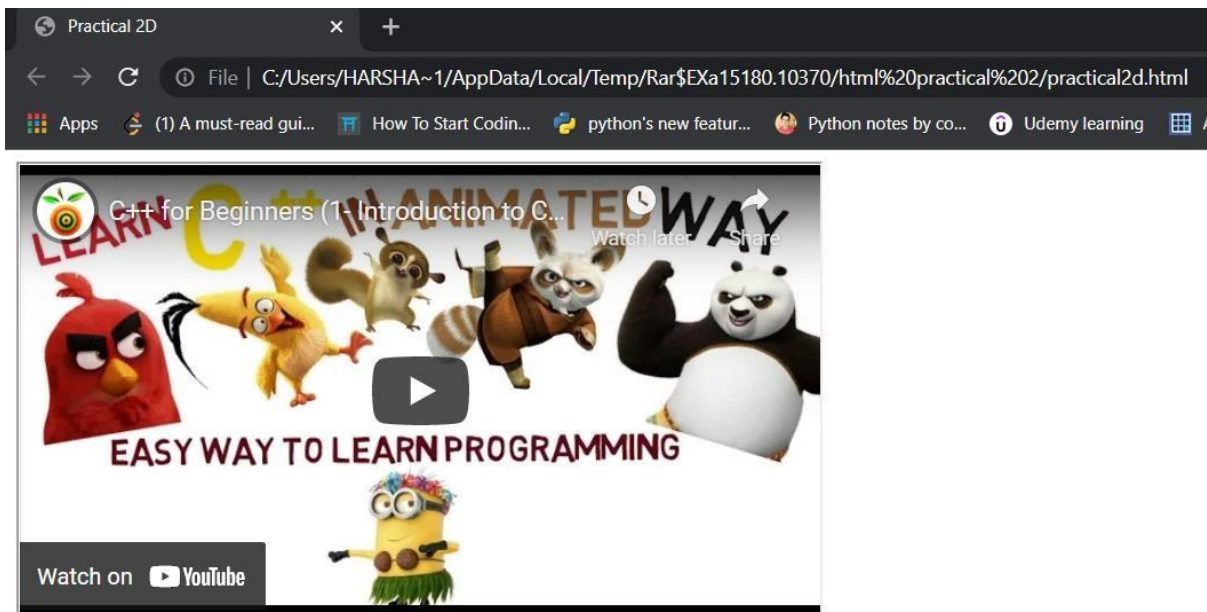 Practical 2D
File | C:/Users/HARSHA~1/AppData/Local/Temp/Rar$EXa15180.10370/html%20practical%202/practical2d.html
Apps (1) A must-read gui... How To Start Codin... python's new featur... Python notes by co... Udemy learning
C++ for Beginners (1- Introduction to C...
Watch later Share
LEARN C++ IN ANIMATED WAY
EASY WAY TO LEARN PROGRAMMING
Watch on YouTube